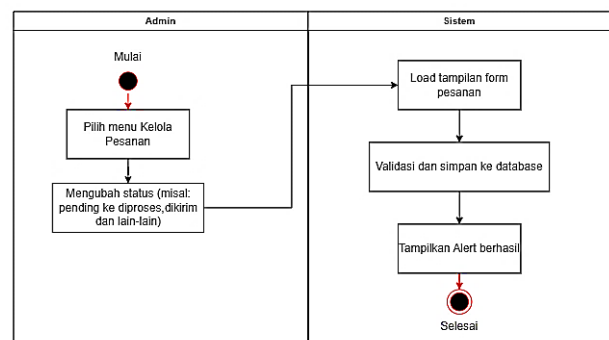 Admin
Sistem
Mulai
Pilih menu Kelola
Pesanan
Mengubah status (misal:
pending ke diproses,dikirim
dan lain-lain)
Load tampilan form
pesanan
Validasi dan simpan ke database
Tampilkan Alert berhasil
Selesai